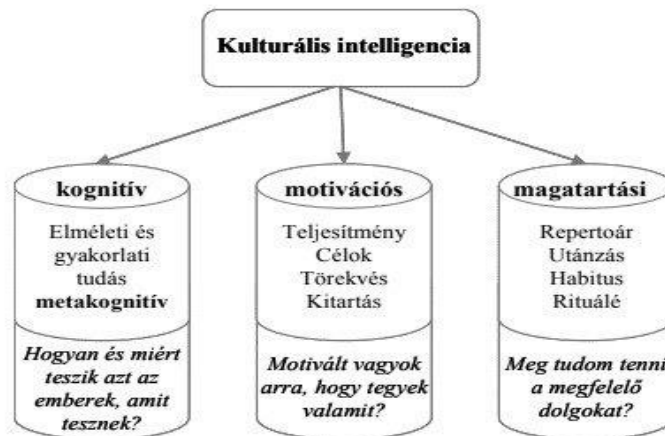 Kulturális intelligencia
kognitív
Elméleti és
gyakorlati
tudás
metakognitív
Hogyan és miért
teszik azt az
emberek, amit
tesznek?
motivációs
Teljesítmény
Célok
Törekvés
Kitartás
Motivált vagyok
arra, hogy tegyek
valamit?
magatartási
Repertoár
Utánzás
Habitus
Rituálé
Meg tudom tenni
a megfelelő
dolgokat?